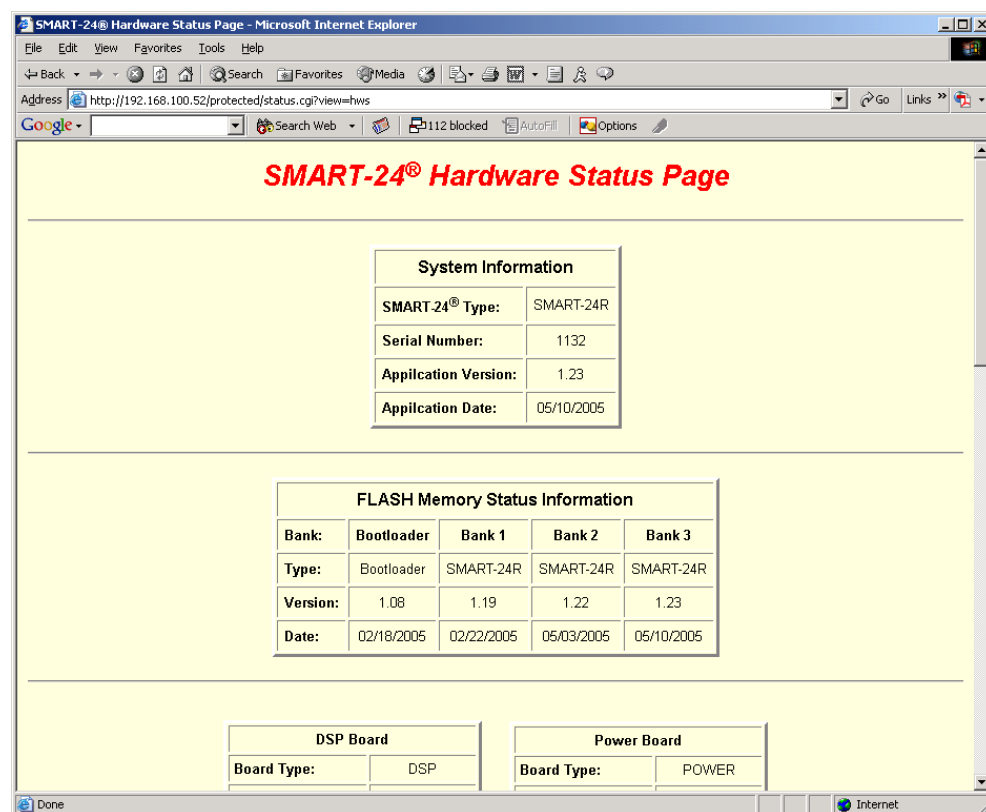 SMART-24® Hardware Status Page - Microsoft Internet Explorer
File Edit View Favorites Tools Help
Back Search Favorites Media
Address http://192.168.100.52/protected/status.cgi?view=hws Go Links »
Google Search Web 112 blocked AutoFill Options
SMART-24® Hardware Status Page
System Information
SMART-24® Type: SMART-24R
Serial Number: 1132
Appilcation Version: 1.23
Appilcation Date: 05/10/2005
FLASH Memory Status Information
Bank: Bootloader Bank 1 Bank 2 Bank 3
Type: Bootloader SMART-24R SMART-24R SMART-24R
Version: 1.08 1.19 1.22 1.23
Date: 02/18/2005 02/22/2005 05/03/2005 05/10/2005
DSP Board Power Board
Board Type: DSP Board Type: POWER
Done Internet